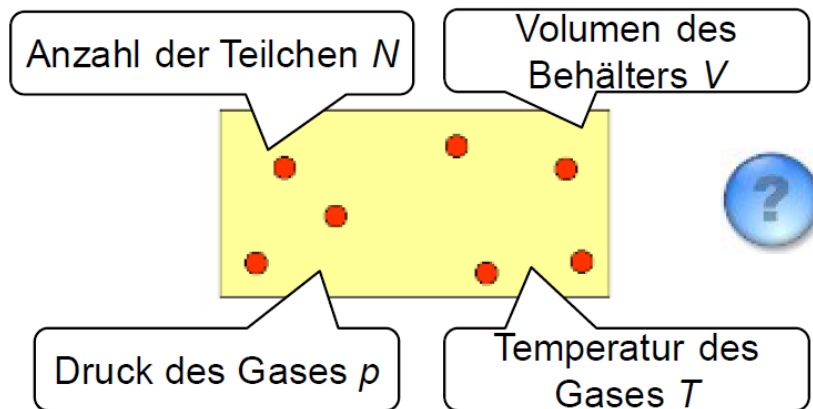 Anzahl der Teilchen N
Volumen des
Behälters V
?
Druck des Gases p
Temperatur des
Gases T